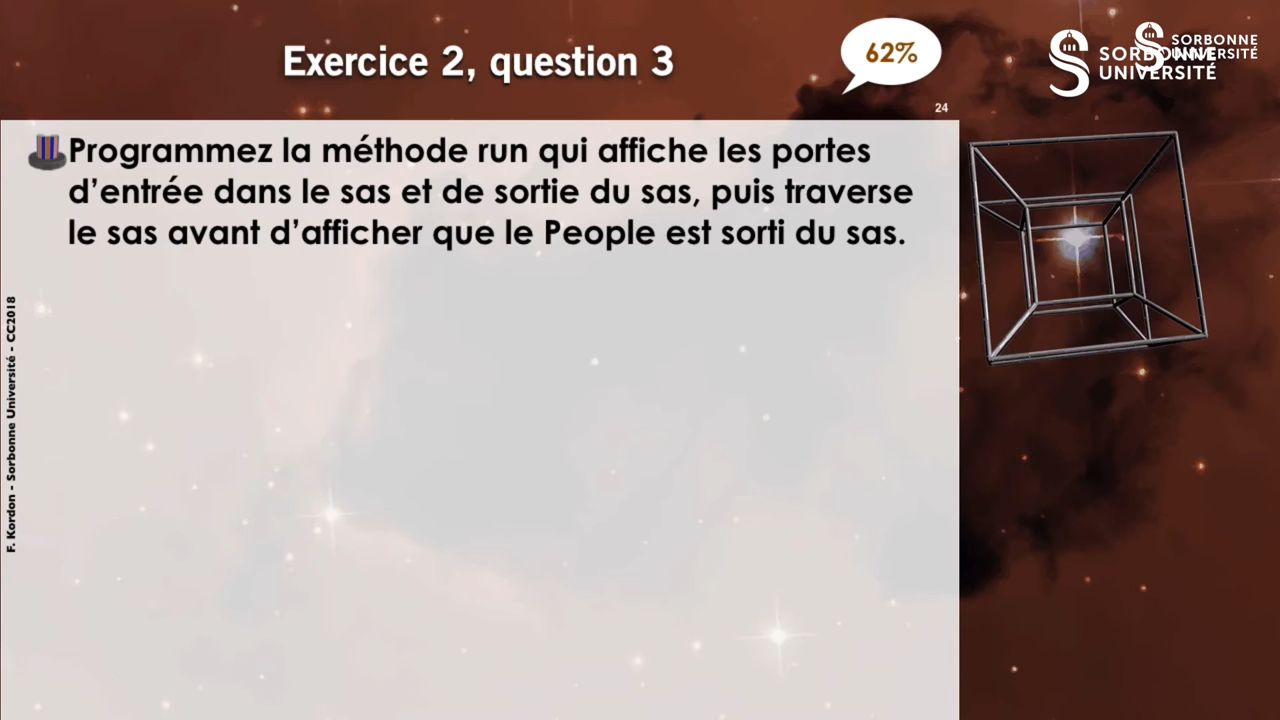 Exercice 2, question 3
62%
SORBONNE
UNIVERSITÉ
SORBONNE
UNIVERSITÉ
24
Programmez la méthode run qui affiche les portes
d’entrée dans le sas et de sortie du sas, puis traverse
le sas avant d’afficher que le People est sorti du sas.
F. Kordon - Sorbonne Université - CC2018